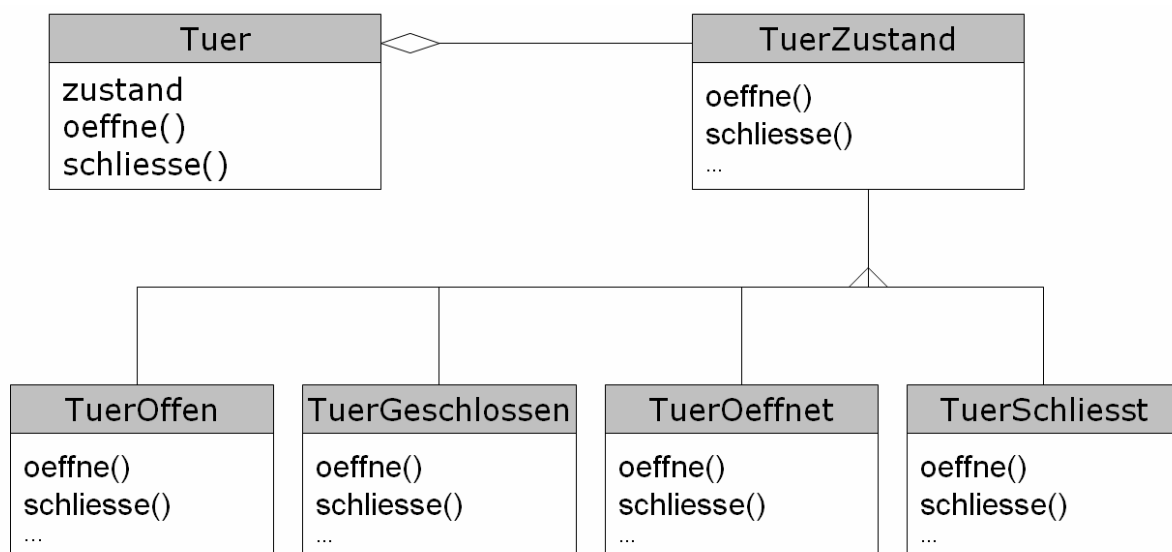 Tuer
zustand
oeffne()
schliesse()
TuerZustand
oeffne()
schliesse()
...
TuerOffen
oeffne()
schliesse()
...
TuerGeschlossen
oeffne()
schliesse()
...
TuerOeffnet
oeffne()
schliesse()
...
TuerSchliesst
oeffne()
schliesse()
...